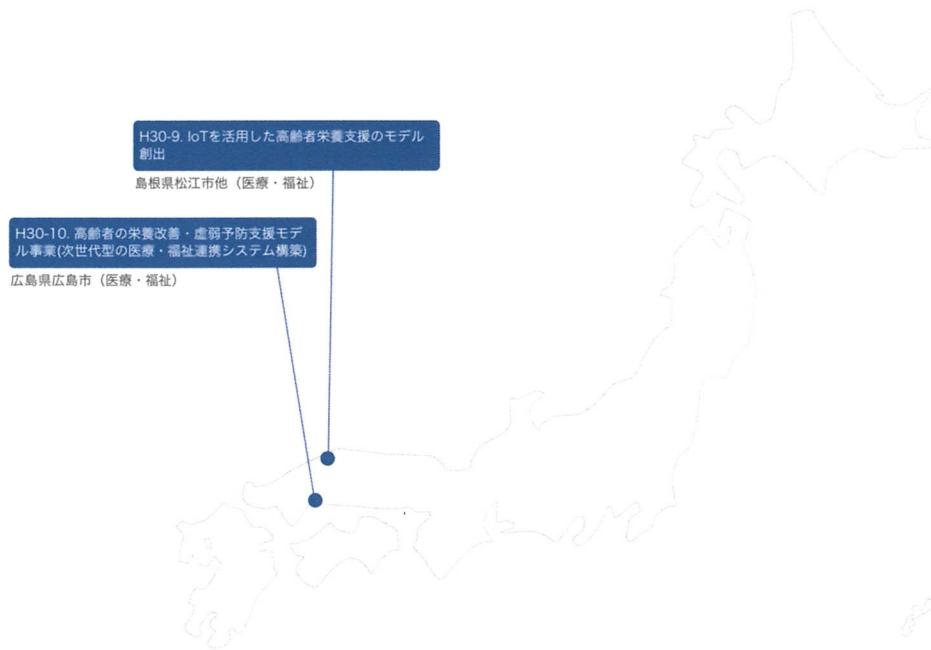 H30-9. IoTを活用した高齢者栄養支援のモデル
創出
島根県松江市他（医療・福祉）
H30-10. 高齢者の栄養改善・虚弱予防支援モデ
ル事業(次世代型の医療・福祉連携システム構築)
広島県広島市（医療・福祉）